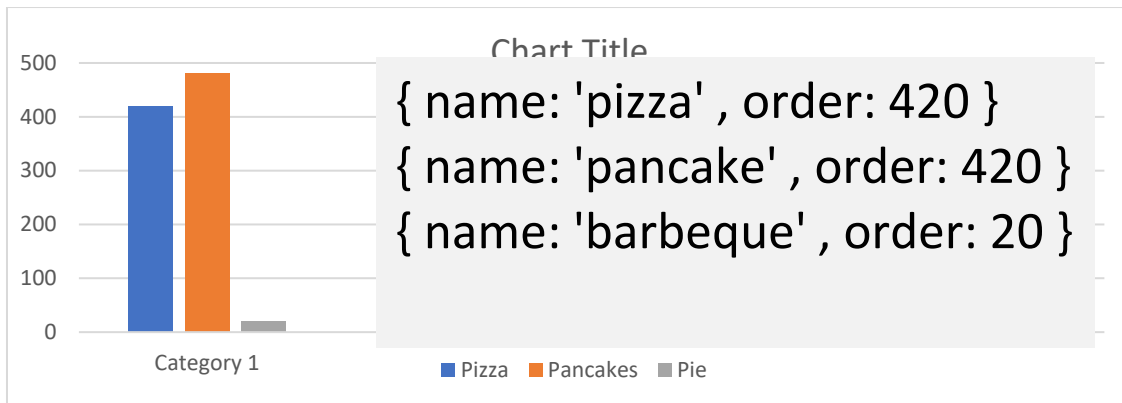 Chart Title
500
400
300
200
100
0
{ name: 'pizza' , order: 420 }
{ name: 'pancake' , order: 420 }
{ name: 'barbeque' , order: 20 }
Category 1
Pizza Pancakes Pie